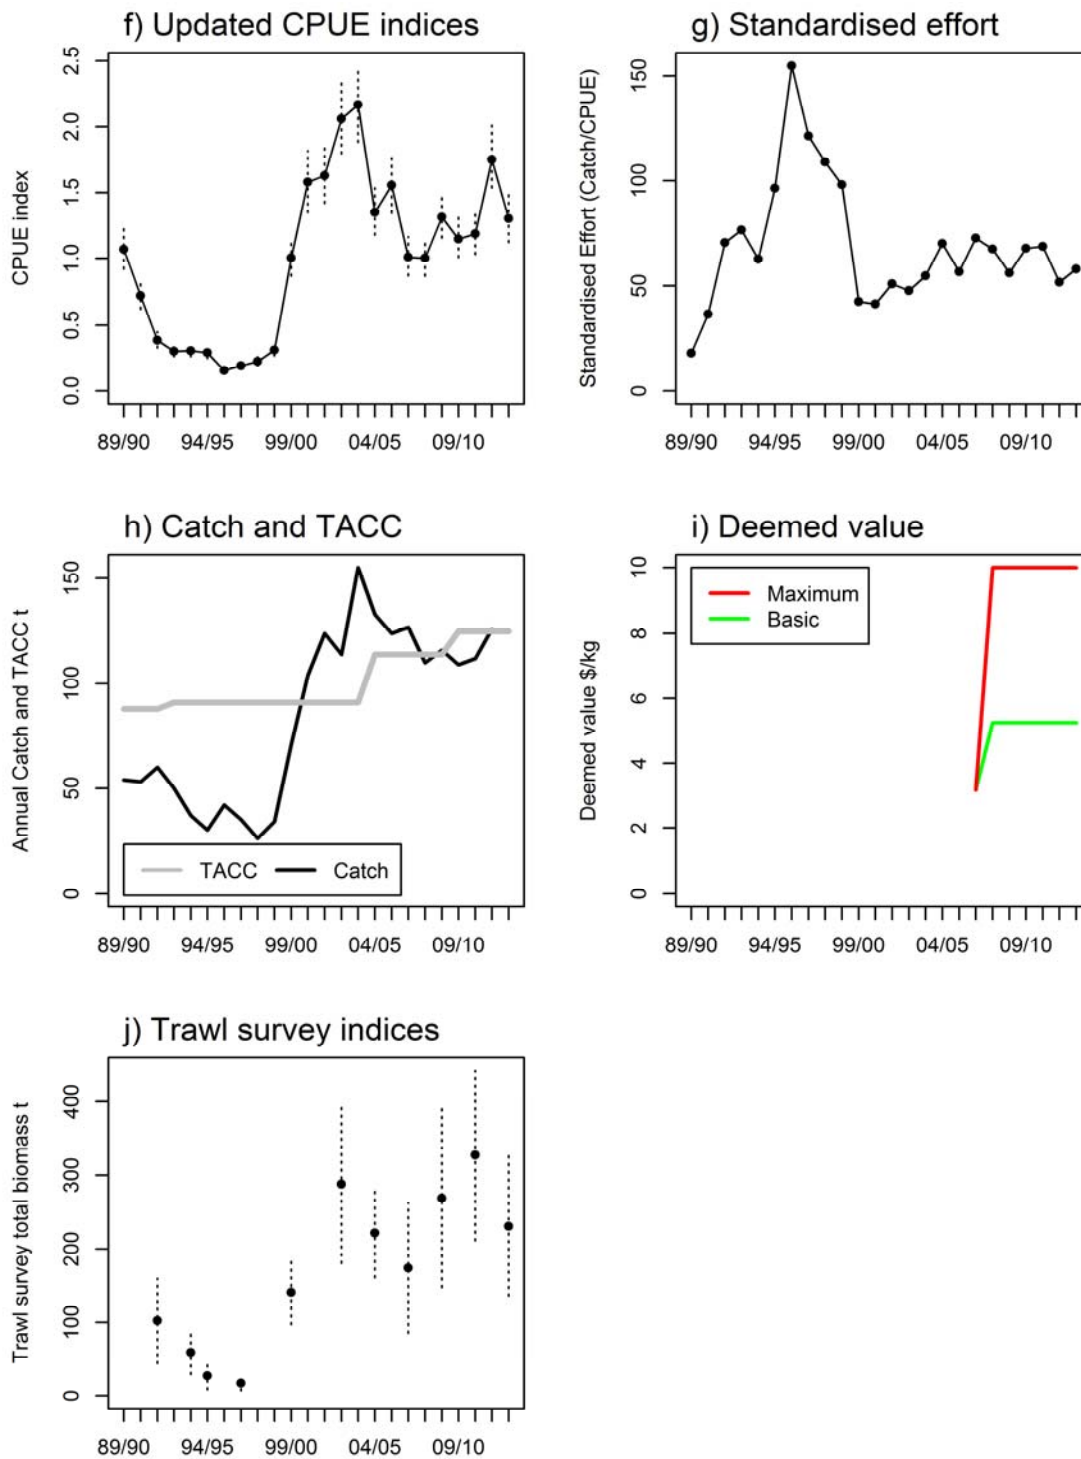 f) Updated CPUE indices
CPUE index
2.5
2.0
1.5
1.0
0.5
0.0
89/90 94/95 99/00 04/05 09/10
g) Standardised effort
Standardised Effort (Catch/CPUE)
150
100
50
0
89/90 94/95 99/00 04/05 09/10
h) Catch and TACC
Annual Catch and TACC t
150
100
50
0
TACC Catch
89/90 94/95 99/00 04/05 09/10
i) Deemed value
Deemed value $/kg
10
8
6
4
2
0
Maximum
Basic
89/90 94/95 99/00 04/05 09/10
j) Trawl survey indices
Trawl survey total biomass t
400
300
200
100
0
89/90 94/95 99/00 04/05 09/10